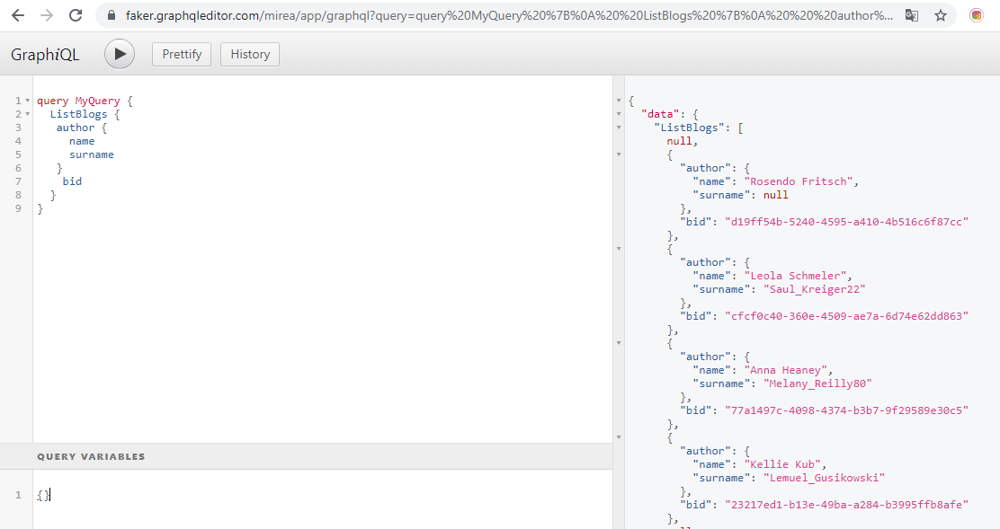 faker.graphqleditor.com/mirea/app/graphql?query=query%20MyQuery%20%7B%0A%20%20ListBlogs%20%7B%0A%20%20%20author%...
GraphiQL Prettify History
1 query MyQuery {
2 ListBlogs {
3 author {
4 name
5 surname
6 }
7 bid
8 }
9 }
QUERY VARIABLES
1 {}
{
"data": {
"ListBlogs": [
null,
{
"author": {
"name": "Rosendo Fritsch",
"surname": null
},
"bid": "d19ff54b-5240-4595-a410-4b516c6f87cc"
},
{
"author": {
"name": "Leola Schmeler",
"surname": "Saul_Kreiger22"
},
"bid": "cfcf0c40-360e-4509-ae7a-6d74e62dd863"
},
{
"author": {
"name": "Anna Heaney",
"surname": "Melany_Reilly80"
},
"bid": "77a1497c-4098-4374-b3b7-9f29589e30c5"
},
{
"author": {
"name": "Kellie Kub",
"surname": "Lemuel_Gusikowski"
},
"bid": "23217ed1-b13e-49ba-a284-b3995ffb8afe"
},